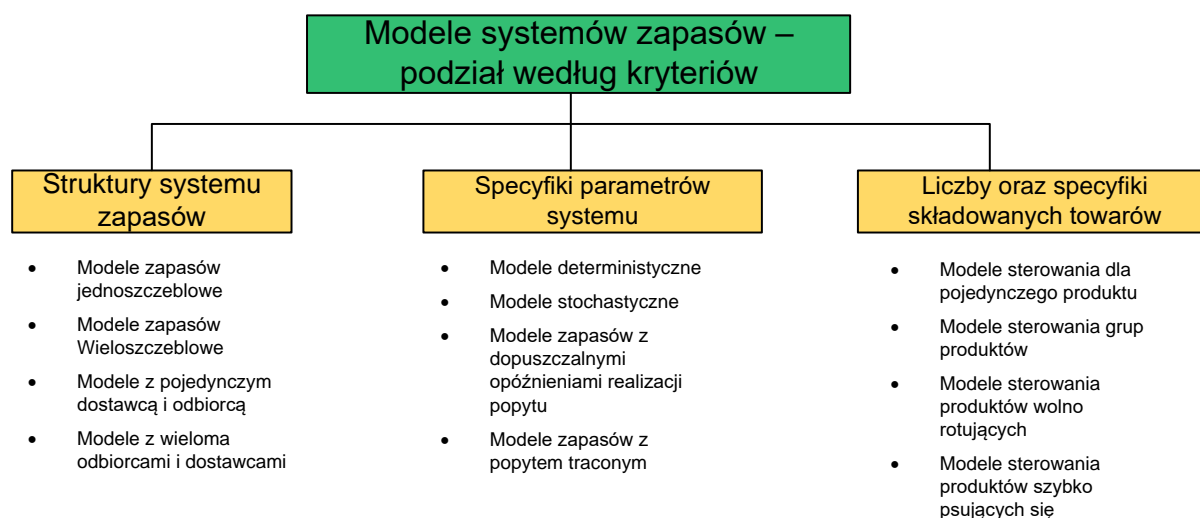 Modele systemów zapasów –
podział według kryteriów
Struktury systemu
zapasów
• Modele zapasów
jednoszczeblowe
• Modele zapasów
Wieloszczeblowe
• Modele z pojedynczym
dostawcą i odbiorcą
• Modele z wieloma
odbiorcami i dostawcami
Specyfiki parametrów
systemu
• Modele deterministyczne
• Modele stochastyczne
• Modele zapasów z
dopuszczalnymi
opóźnieniami realizacji
popytu
• Modele zapasów z
popytem traconym
Liczby oraz specyfiki
składowanych towarów
• Modele sterowania dla
pojedynczego produktu
• Modele sterowania grup
produktów
• Modele sterowania
produktów wolno
rotujących
• Modele sterowania
produktów szybko
psujących się